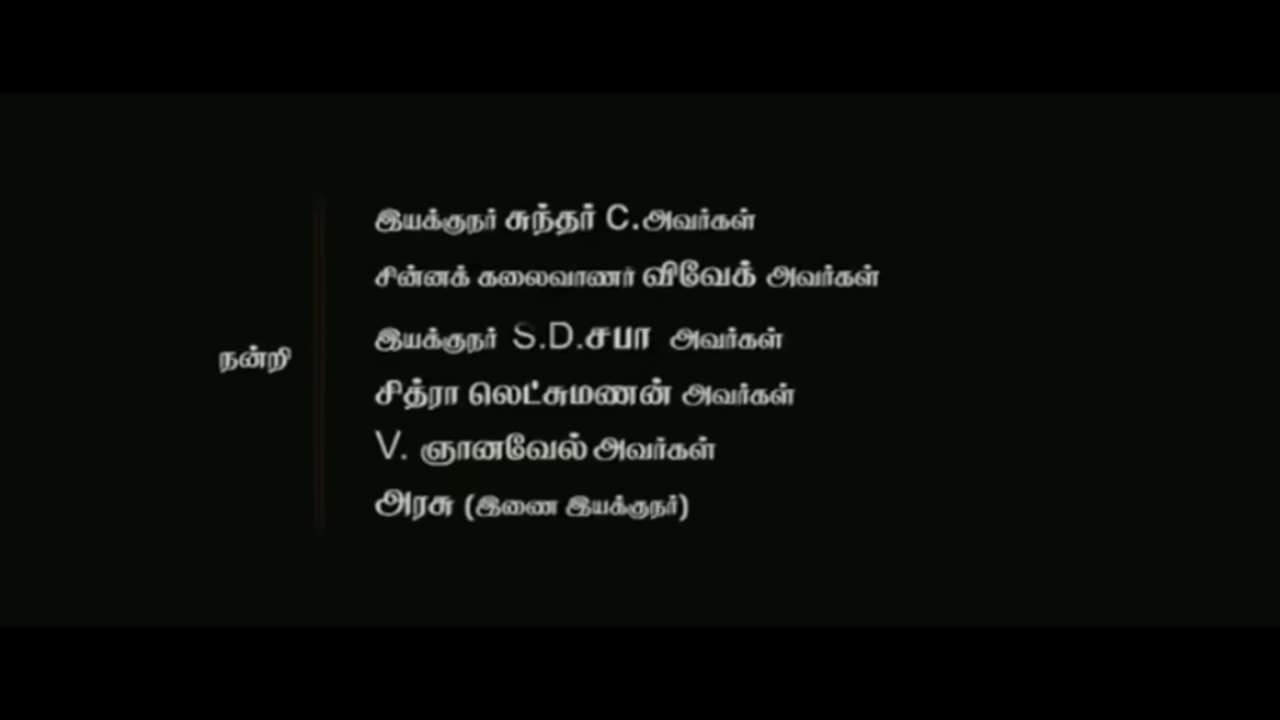 இயக்குநர் சுந்தர் C.அவர்கள்
சின்னக் கலைவாணர் விவேக் அவர்கள்
இயக்குநர் S.D.சபா அவர்கள்
நன்றி
சித்ரா லெட்சுமணன் அவர்கள்
V. ஞானவேல் அவர்கள்
அரசு (இணை இயக்குநர்)